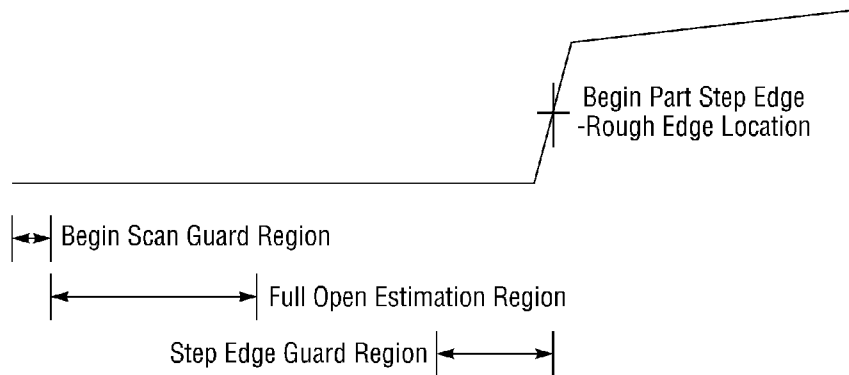 Begin Part Step Edge
-Rough Edge Location
Begin Scan Guard Region
Full Open Estimation Region
Step Edge Guard Region